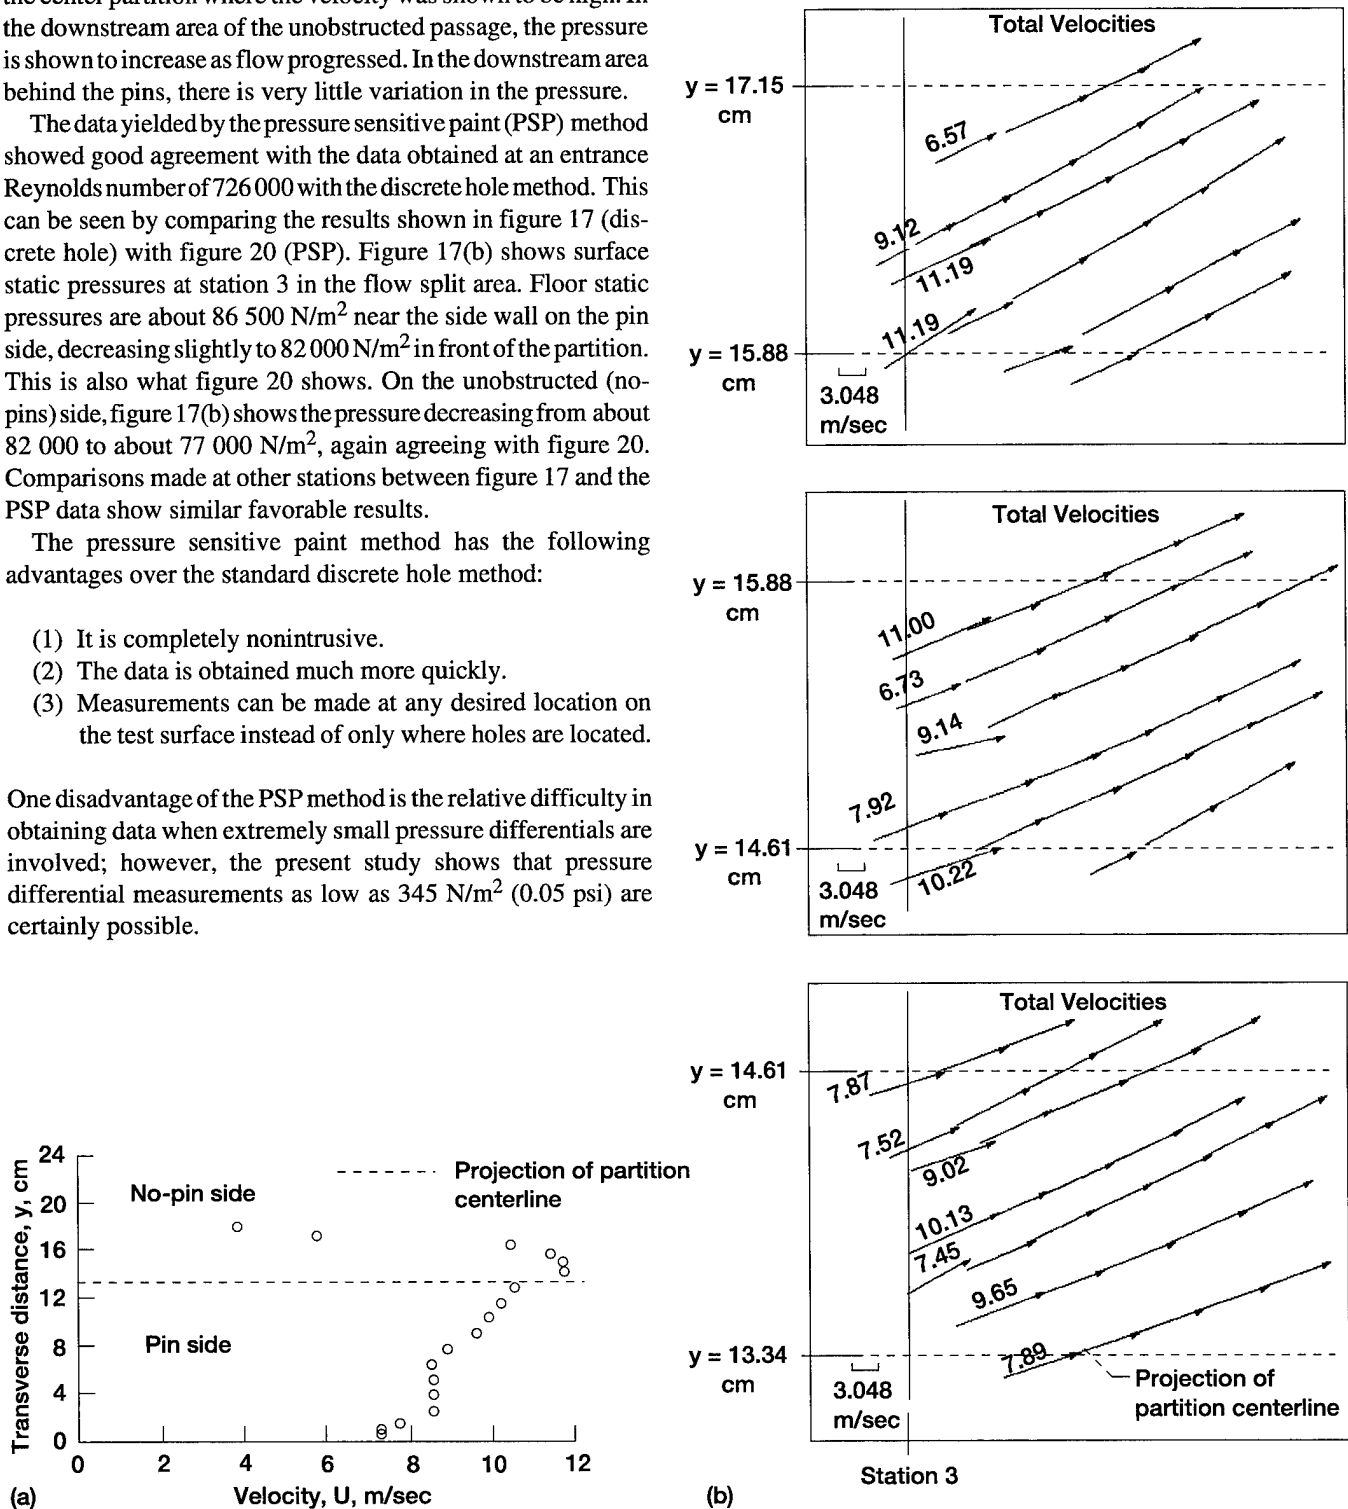 the center partition where the velocity was shown to be high. In
the downstream area of the unobstructed passage, the pressure
is shown to increase as flow progressed. In the downstream area
behind the pins, there is very little variation in the pressure.
The data yielded by the pressure sensitive paint (PSP) method
showed good agreement with the data obtained at an entrance
Reynolds number of 726 000 with the discrete hole method. This
can be seen by comparing the results shown in figure 17 (dis-
crete hole) with figure 20 (PSP). Figure 17(b) shows surface
static pressures at station 3 in the flow split area. Floor static
pressures are about 86 500 N/m² near the side wall on the pin
side, decreasing slightly to 82 000 N/m² in front of the partition.
This is also what figure 20 shows. On the unobstructed (no-
pins) side, figure 17(b) shows the pressure decreasing from about
82 000 to about 77 000 N/m², again agreeing with figure 20.
Comparisons made at other stations between figure 17 and the
PSP data show similar favorable results.
The pressure sensitive paint method has the following
advantages over the standard discrete hole method:
(1) It is completely nonintrusive.
(2) The data is obtained much more quickly.
(3) Measurements can be made at any desired location on
the test surface instead of only where holes are located.
One disadvantage of the PSP method is the relative difficulty in
obtaining data when extremely small pressure differentials are
involved; however, the present study shows that pressure
differential measurements as low as 345 N/m² (0.05 psi) are
certainly possible.
24
20
16
12
8
4
0
Transverse distance, y, cm
No-pin side
Projection of partition
centerline
Pin side
0 2 4 6 8 10 12
Velocity, U, m/sec
(a)
Total Velocities
y = 17.15
cm
6.57
9.12
11.19
11.19
y = 15.88
cm
3.048
m/sec
Total Velocities
y = 15.88
cm
11.00
6.73
9.14
7.92
y = 14.61
cm
10.22
3.048
m/sec
Total Velocities
y = 14.61
cm
7.87
7.52
9.02
10.13
7.45
9.65
7.89
y = 13.34
cm
3.048
m/sec
Projection of
partition centerline
Station 3
(b)